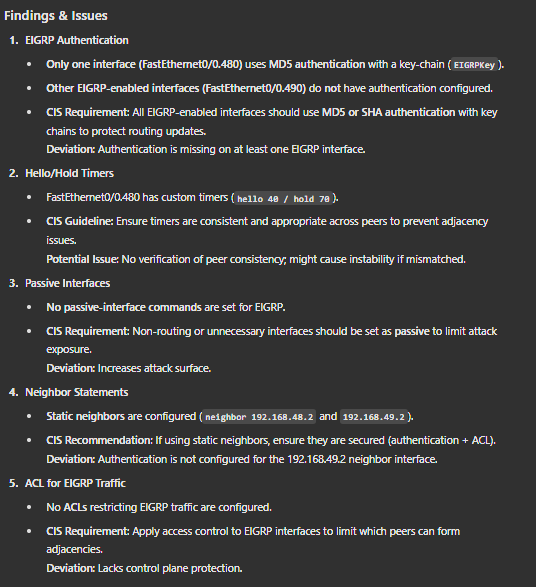 Findings & Issues
1. EIGRP Authentication
• Only one interface (FastEthernet0/0.480) uses MD5 authentication with a key-chain ( EIGRPKey ).
• Other EIGRP-enabled interfaces (FastEthernet0/0.490) do not have authentication configured.
• CIS Requirement: All EIGRP-enabled interfaces should use MD5 or SHA authentication with key
chains to protect routing updates.
Deviation: Authentication is missing on at least one EIGRP interface.
2. Hello/Hold Timers
• FastEthernet0/0.480 has custom timers ( hello 40 / hold 70 ).
• CIS Guideline: Ensure timers are consistent and appropriate across peers to prevent adjacency
issues.
Potential Issue: No verification of peer consistency; might cause instability if mismatched.
3. Passive Interfaces
• No passive-interface commands are set for EIGRP.
• CIS Requirement: Non-routing or unnecessary interfaces should be set as passive to limit attack
exposure.
Deviation: Increases attack surface.
4. Neighbor Statements
• Static neighbors are configured ( neighbor 192.168.48.2 and 192.168.49.2 ).
• CIS Recommendation: If using static neighbors, ensure they are secured (authentication + ACL).
Deviation: Authentication is not configured for the 192.168.49.2 neighbor interface.
5. ACL for EIGRP Traffic
• No ACLs restricting EIGRP traffic are configured.
• CIS Requirement: Apply access control to EIGRP interfaces to limit which peers can form
adjacencies.
Deviation: Lacks control plane protection.